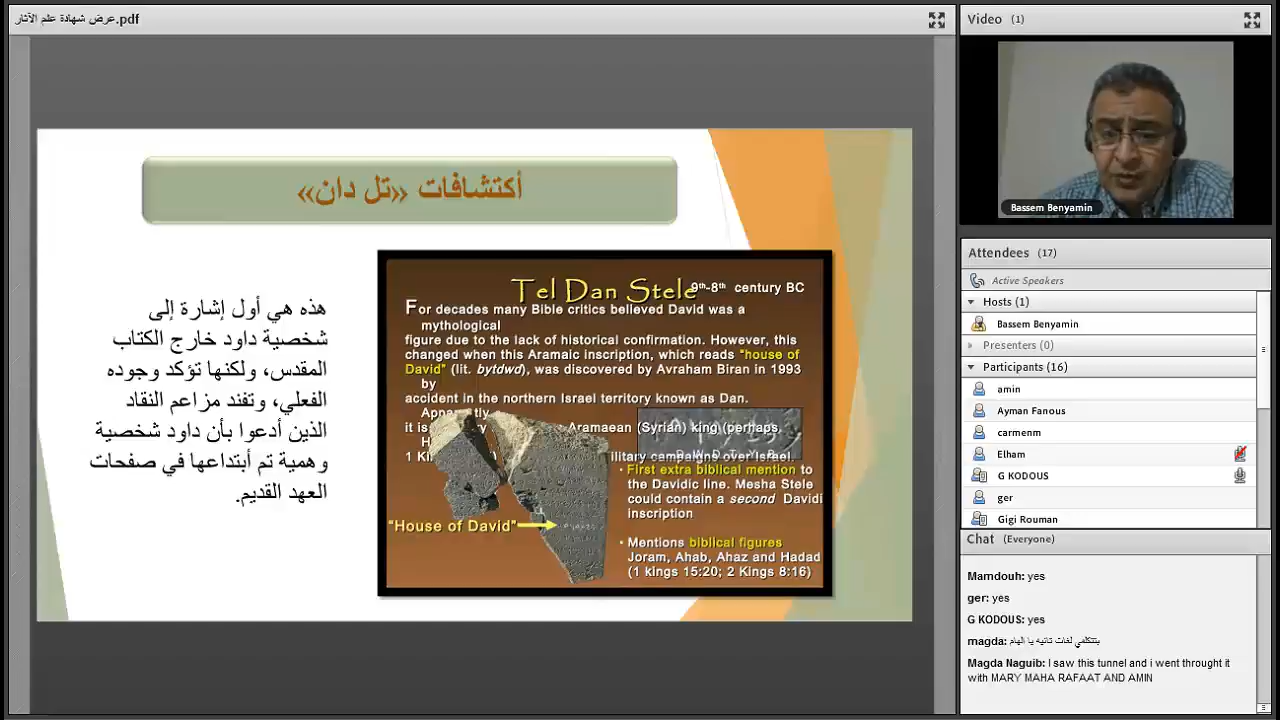 عرض شهادة علم الآثار.pdf
أكتشافات «تل دان»
هذه هي أول إشارة إلى
شخصية داود خارج الكتاب
المقدس، ولكنها تؤكد وجوده
الفعلي، وتفند مزاعم النقاد
الذين أدعوا بأن داود شخصية
وهمية تم أبتداعها في صفحات
العهد القديم.
Tel Dan Stele 9th-8th century BC
For decades many Bible critics believed David was a
mythological
figure due to the lack of historical confirmation. However, this
changed when this Aramaic inscription, which reads "house of
David" (lit. bytdwd), was discovered by Avraham Biran in 1993
by
accident in the northern Israel territory known as Dan.
it is Aramaean (Syrian) king (perhaps,
campaigns over Israel.
• First extra biblical mention to
the Davidic line. Mesha Stele
could contain a second Davidi
inscription
"House of David"
• Mentions biblical figures
Joram, Ahab, Ahaz and Hadad
(1 kings 15:20; 2 Kings 8:16)
Video (1)
Bassem Benyamin
Attendees (17)
Active Speakers
Hosts (1)
Bassem Benyamin
Presenters (0)
Participants (16)
amin
Ayman Fanous
carmenm
Elham
G KODOUS
ger
Gigi Rouman
Chat (Everyone)
Mamdouh: yes
ger: yes
G KODOUS: yes
magda: بتتكلمي لغات تانيه يا الهام
Magda Naguib: I saw this tunnel and i went throught it
with MARY MAHA RAFAAT AND AMIN